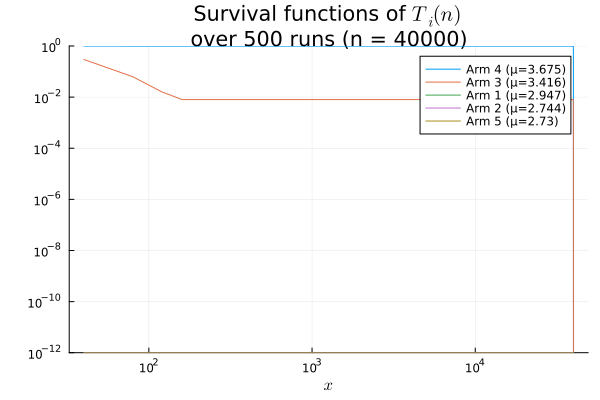 Survival functions of T_i(n)
over 500 runs (n = 40000)
10^0
10^-2
10^-4
10^-6
10^-8
10^-10
10^-12
Arm 4 (μ=3.675)
Arm 3 (μ=3.416)
Arm 1 (μ=2.947)
Arm 2 (μ=2.744)
Arm 5 (μ=2.73)
10^2 10^3 10^4
x